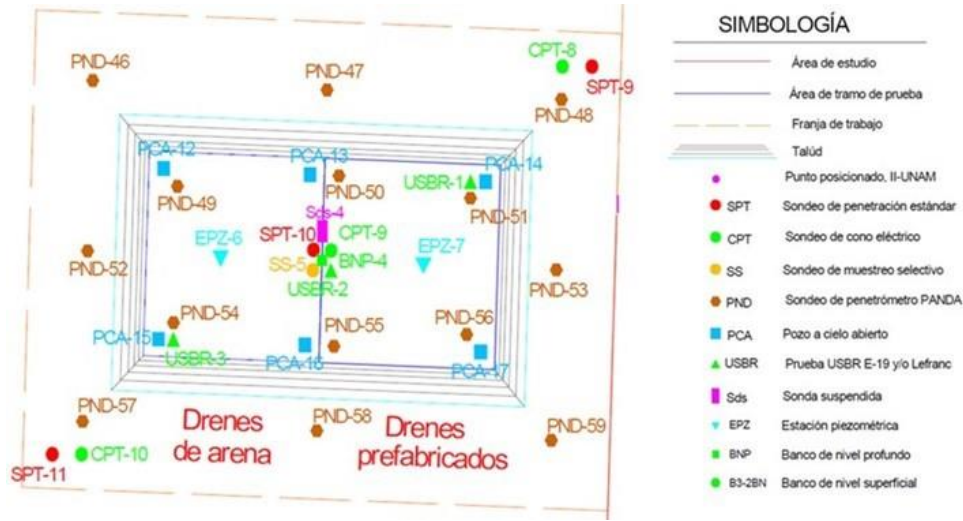 PND-46
PND-47
CPT-8
SPT-9
PND-48
PCA-12
PCA-13
PCA-14
USBR-1
PND-49
PND-50
PND-51
Sds-4
SPT-10
CPT-9
EPZ-6
EPZ-7
PND-52
SS-5
BNP-4
PND-53
USBR-2
PND-54
PND-55
PND-56
PCA-15
USBR-3
PCA-16
PCA-17
PND-57
PND-58
PND-59
Drenes
de arena
Drenes
prefabricados
SPT-11
CPT-10
SIMBOLOGÍA
Área de estudio
Área de tramo de prueba
Franja de trabajo
Talúd
Punto posicionado, II-UNAM
SPT Sondeo de penetración estándar
CPT Sondeo de cono eléctrico
SS Sondeo de muestreo selectivo
PND Sondeo de penetrómetro PANDA
PCA Pozo a cielo abierto
USBR Prueba USBR E-19 y/o Lefranc
Sds Sonda suspendida
EPZ Estación piezométrica
BNP Banco de nivel profundo
B3-2BN Banco de nivel superficial